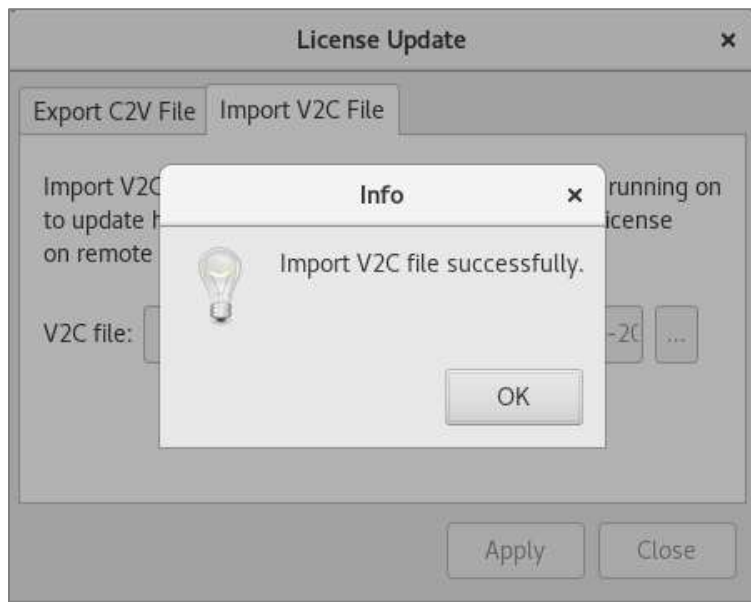 License Update
Export C2V File
Import V2C File
Import V2C running on
to update icense
on remote
Info
Import V2C file successfully.
OK
V2C file: -20 ...
Apply
Close